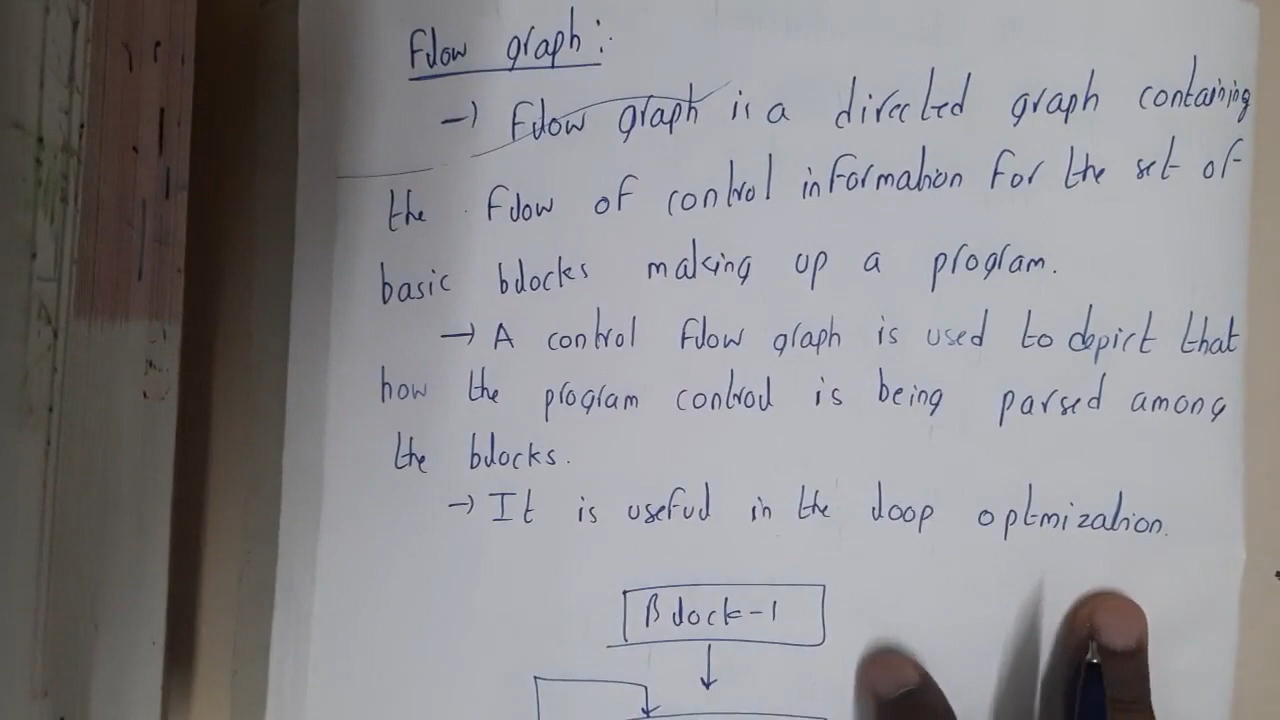 Flow graph:
→ Flow graph is a directed graph containing
the flow of control information for the set of
basic blocks making up a program.
→ A control flow graph is used to depict that
how the program control is being parsed among
the blocks.
→ It is useful in the loop optmization.
Block-1